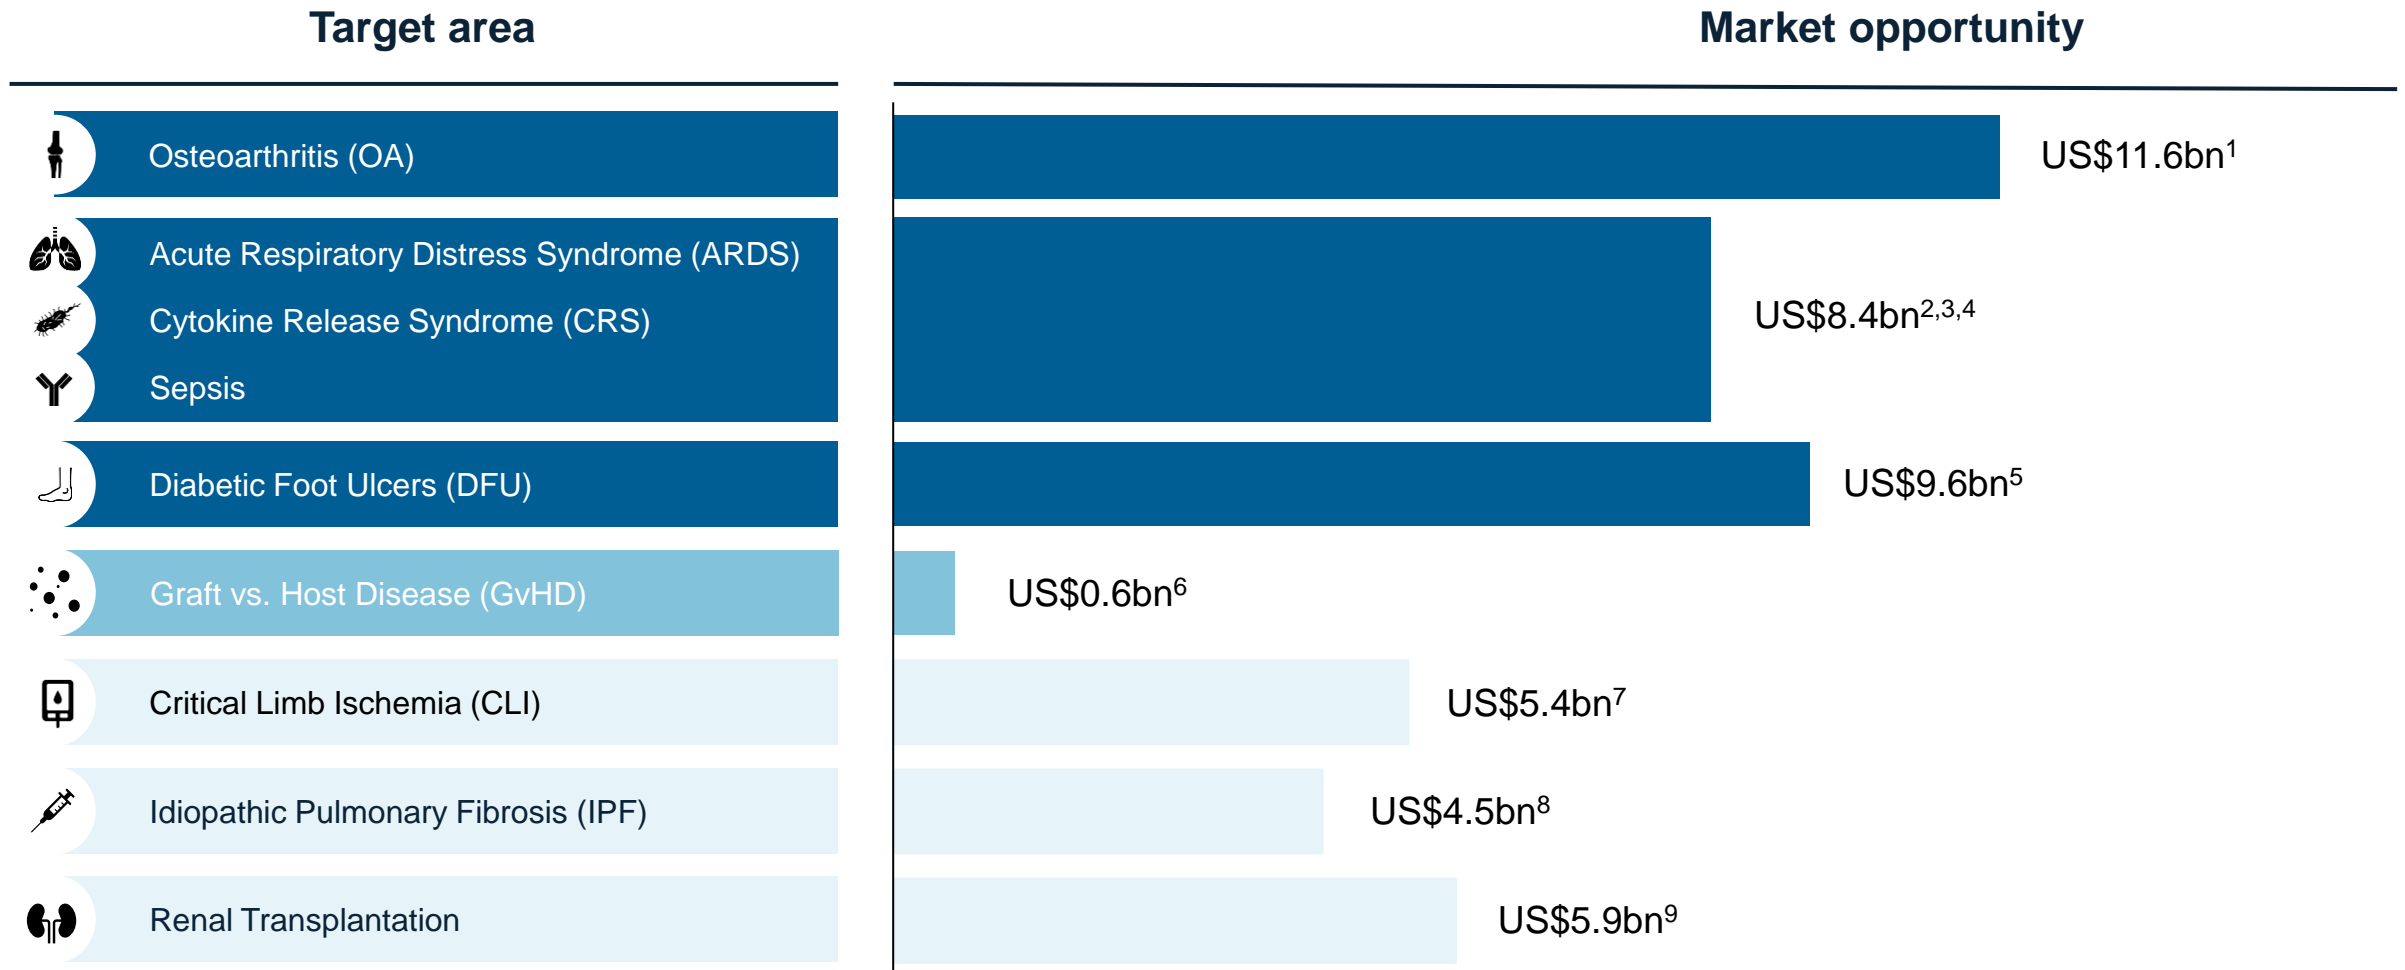 Target area
Market opportunity
Osteoarthritis (OA)
US$11.6bn¹
Acute Respiratory Distress Syndrome (ARDS)
Cytokine Release Syndrome (CRS)
Sepsis
US$8.4bn²,³,⁴
Diabetic Foot Ulcers (DFU)
US$9.6bn⁵
Graft vs. Host Disease (GvHD)
US$0.6bn⁶
Critical Limb Ischemia (CLI)
US$5.4bn⁷
Idiopathic Pulmonary Fibrosis (IPF)
US$4.5bn⁸
Renal Transplantation
US$5.9bn⁹